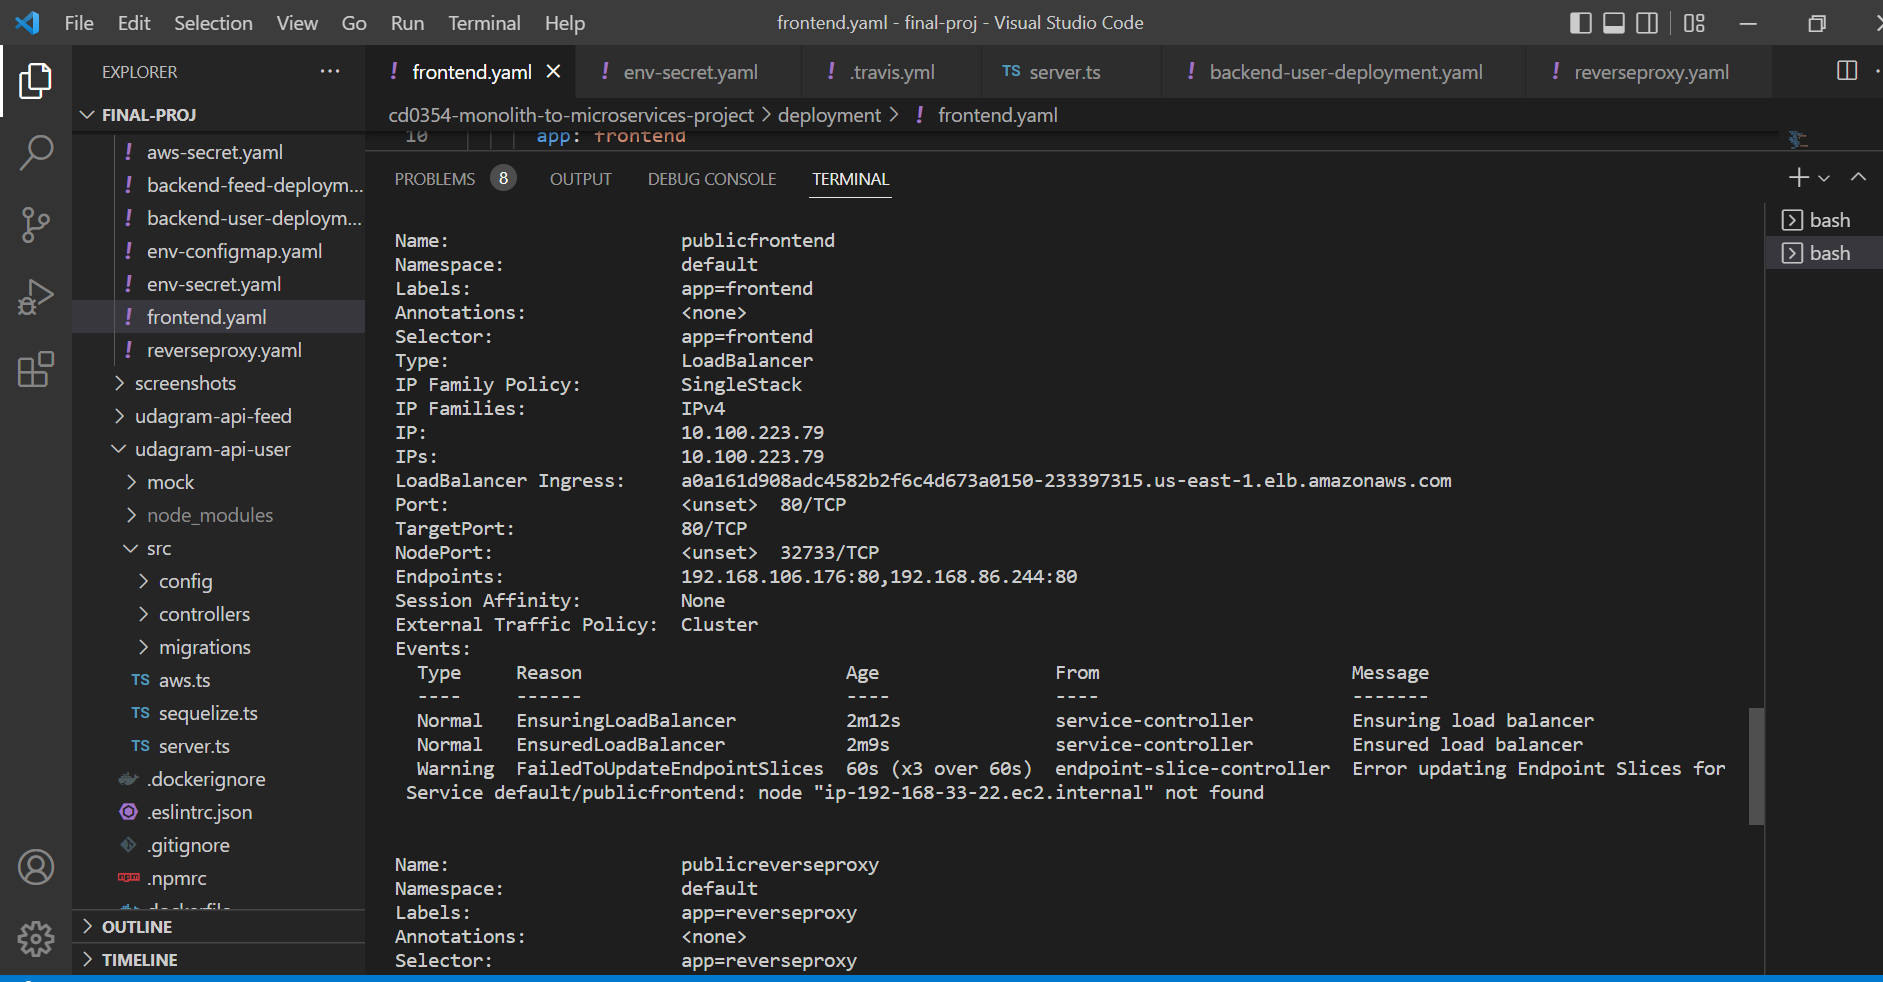 File Edit Selection View Go Run Terminal Help
frontend.yaml - final-proj - Visual Studio Code
EXPLORER
FINAL-PROJ
! aws-secret.yaml
! backend-feed-deploym...
! backend-user-deploym...
! env-configmap.yaml
! env-secret.yaml
! frontend.yaml
! reverseproxy.yaml
screenshots
udagram-api-feed
udagram-api-user
mock
node_modules
src
config
controllers
migrations
TS aws.ts
TS sequelize.ts
TS server.ts
.dockerignore
.eslintrc.json
.gitignore
npm .npmrc
dockerfile
OUTLINE
TIMELINE
! frontend.yaml ! env-secret.yaml ! .travis.yml TS server.ts ! backend-user-deployment.yaml ! reverseproxy.yaml
cd0354-monolith-to-microservices-project > deployment > ! frontend.yaml
10 app: frontend
PROBLEMS 8 OUTPUT DEBUG CONSOLE TERMINAL
Name: publicfrontend
Namespace: default
Labels: app=frontend
Annotations: <none>
Selector: app=frontend
Type: LoadBalancer
IP Family Policy: SingleStack
IP Families: IPv4
IP: 10.100.223.79
IPs: 10.100.223.79
LoadBalancer Ingress: a0a161d908adc4582b2f6c4d673a0150-233397315.us-east-1.elb.amazonaws.com
Port: <unset> 80/TCP
TargetPort: 80/TCP
NodePort: <unset> 32733/TCP
Endpoints: 192.168.106.176:80,192.168.86.244:80
Session Affinity: None
External Traffic Policy: Cluster
Events:
Type Reason Age From Message
---- ------ ---- ---- -------
Normal EnsuringLoadBalancer 2m12s service-controller Ensuring load balancer
Normal EnsuredLoadBalancer 2m9s service-controller Ensured load balancer
Warning FailedToUpdateEndpointSlices 60s (x3 over 60s) endpoint-slice-controller Error updating Endpoint Slices for
Service default/publicfrontend: node "ip-192-168-33-22.ec2.internal" not found
Name: publicreverseproxy
Namespace: default
Labels: app=reverseproxy
Annotations: <none>
Selector: app=reverseproxy
bash
bash